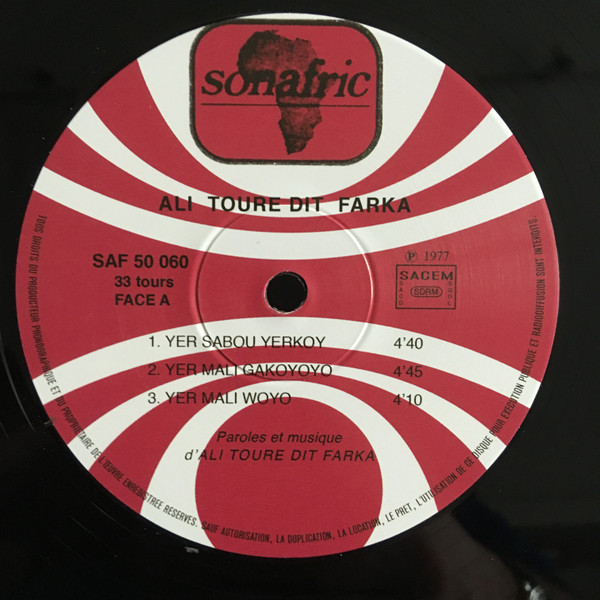 sonafric
ALI TOURE DIT FARKA
SAF 50 060
33 tours
FACE A
Ⓟ 1977
SACEM
SACD
SDRM
SGDL
1. YER SABOU YERKOY 4'40
2. YER MALI GAKOYOYO 4'45
3. YER MALI WOYO 4'10
Paroles et musique
d'ALI TOURE DIT FARKA
TOUS DROITS DU PRODUCTEUR PHONOGRAPHIQUE ET DU PROPRIETAIRE DE L'ŒUVRE ENREGISTREE RESERVES. SAUF AUTORISATION, LA DUPLICATION, LA LOCATION, LE PRET, L'UTILISATION DE CE DISQUE POUR EXECUTION PUBLIQUE ET RADIODIFFUSION SONT INTERDITS.